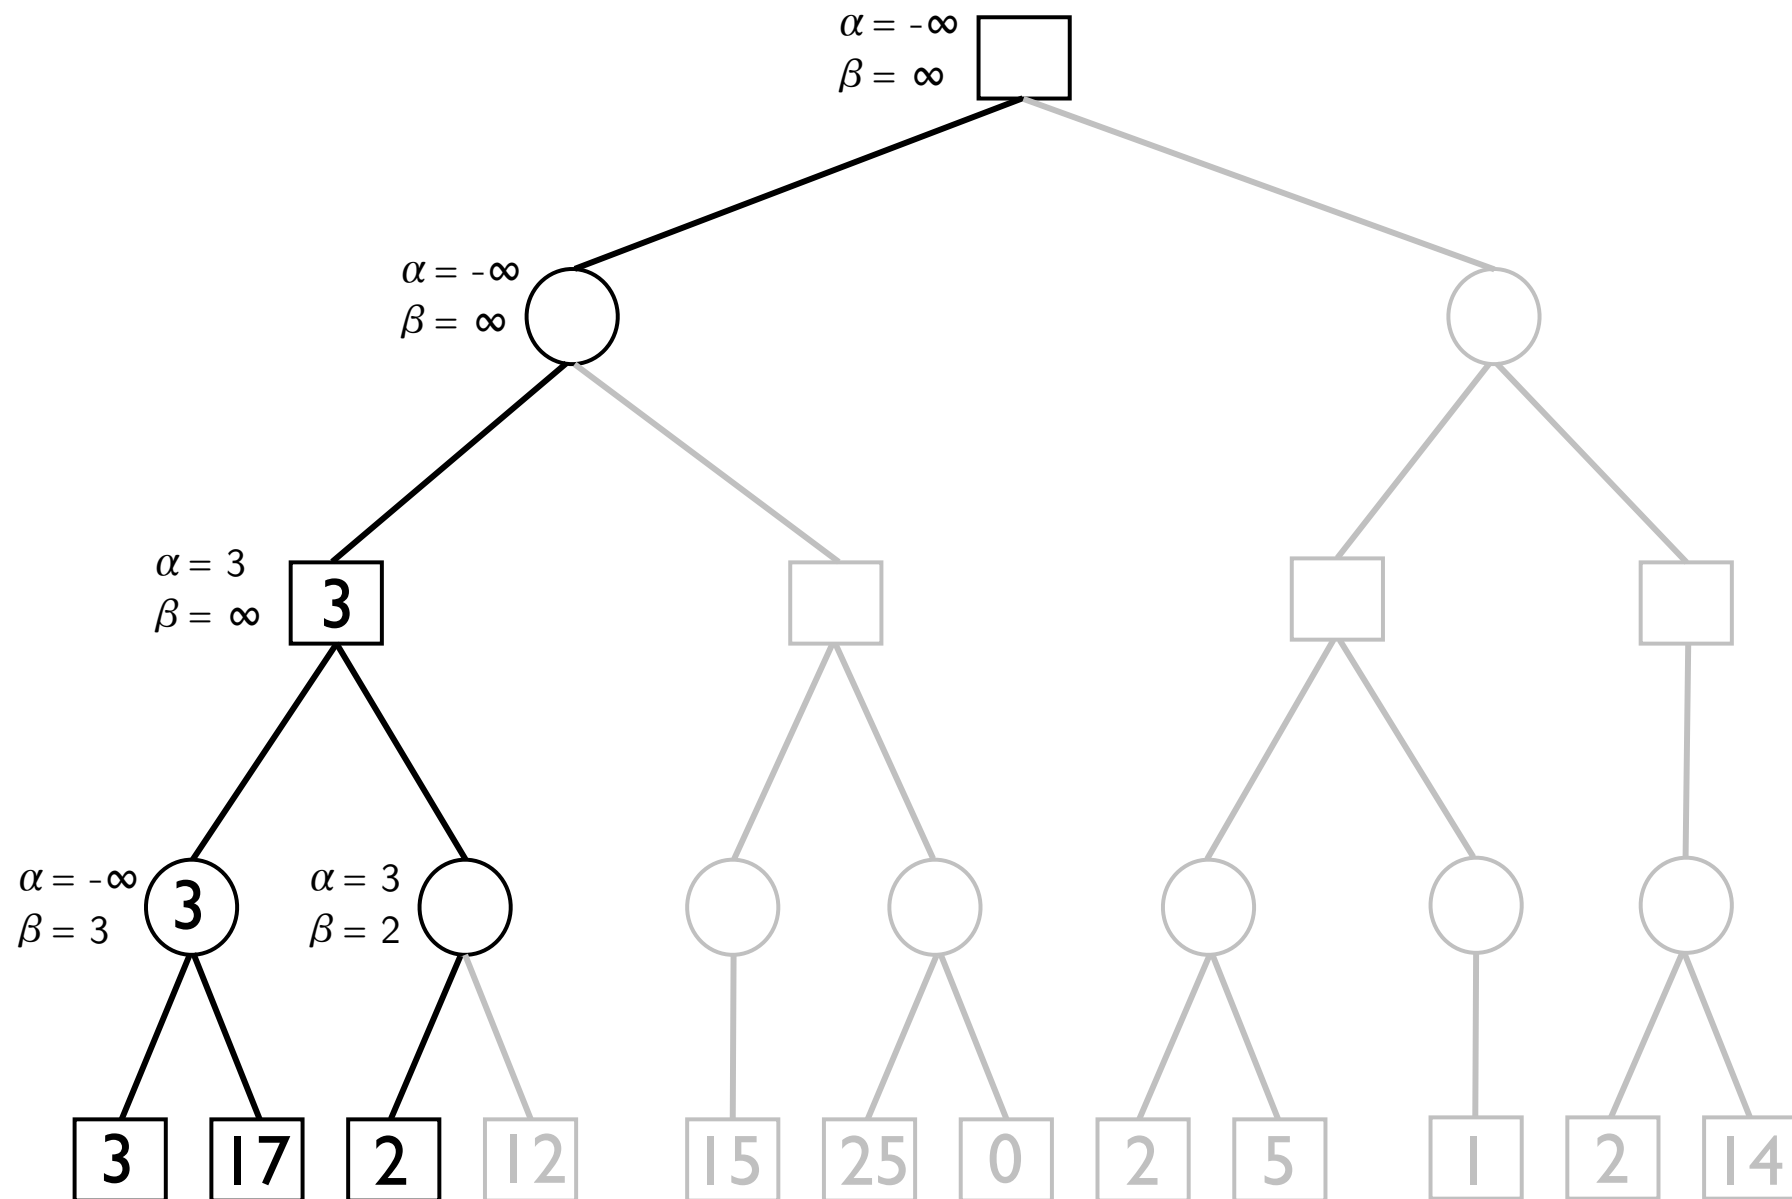 α = -∞
β = ∞
α = -∞
β = ∞
α = 3
β = ∞
3
α = -∞
β = 3
3
α = 3
β = 2
3 17 2 12 15 25 0 2 5 1 2 14